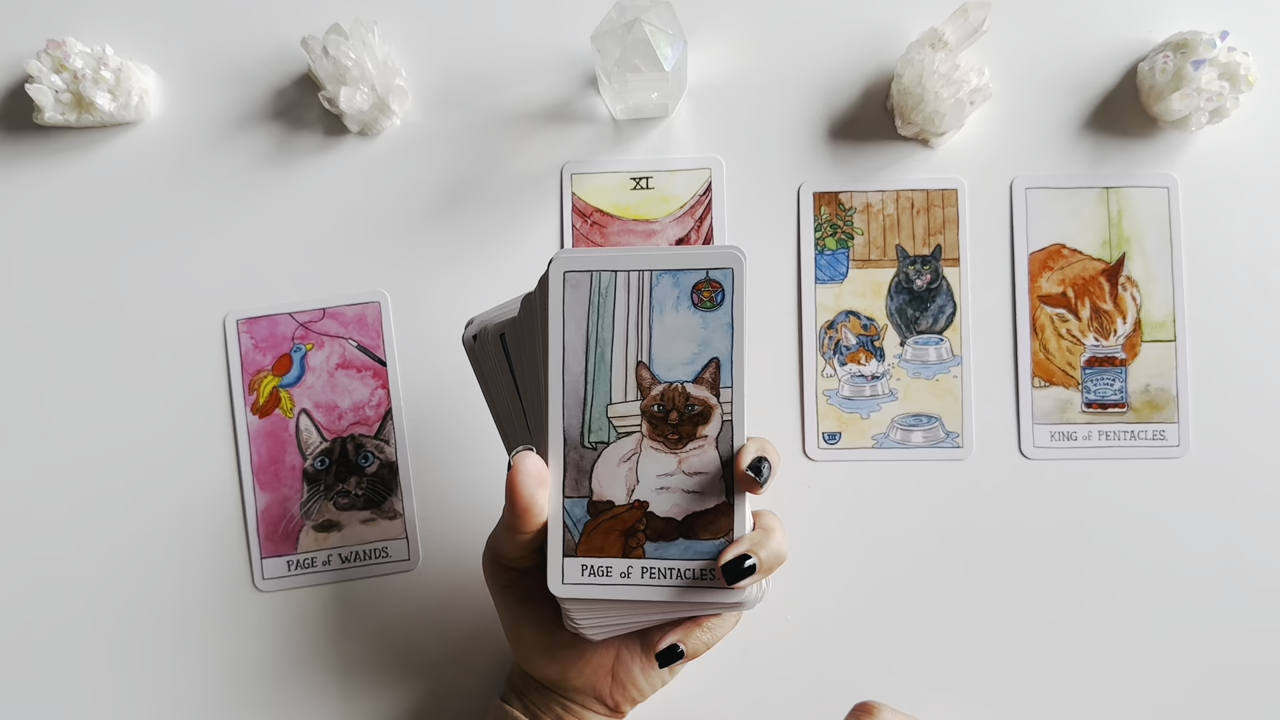 XI
PAGE of WANDS.
PAGE of PENTACLES.
III
KING of PENTACLES.